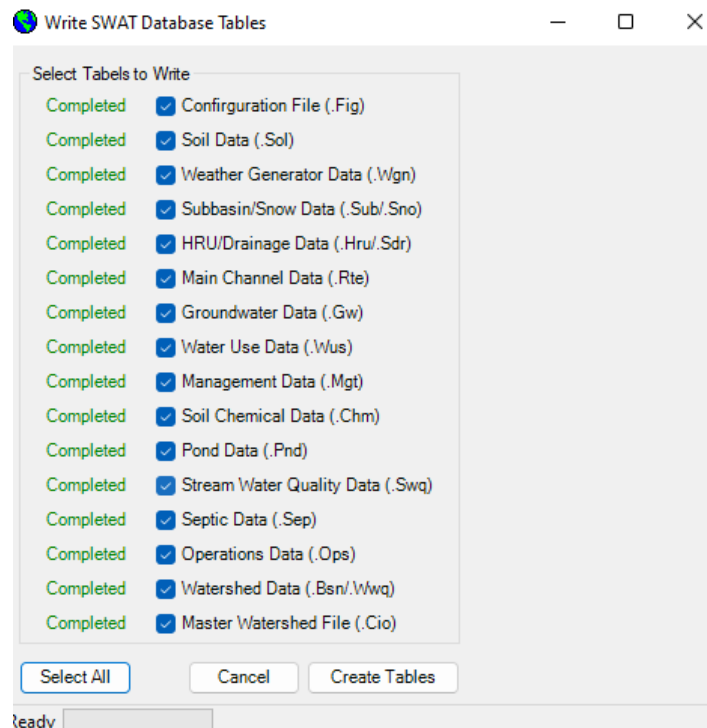 Write SWAT Database Tables
Select Tabels to Write
Completed Confirguration File (.Fig)
Completed Soil Data (.Sol)
Completed Weather Generator Data (.Wgn)
Completed Subbasin/Snow Data (.Sub/.Sno)
Completed HRU/Drainage Data (.Hru/.Sdr)
Completed Main Channel Data (.Rte)
Completed Groundwater Data (.Gw)
Completed Water Use Data (.Wus)
Completed Management Data (.Mgt)
Completed Soil Chemical Data (.Chm)
Completed Pond Data (.Pnd)
Completed Stream Water Quality Data (.Swq)
Completed Septic Data (.Sep)
Completed Operations Data (.Ops)
Completed Watershed Data (.Bsn/.Wwq)
Completed Master Watershed File (.Cio)
Select All Cancel Create Tables
Ready